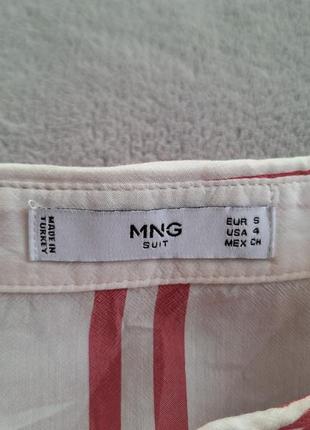 MADE IN
TURKEY
MNG
SUIT
EUR S
USA 4
MEX CH